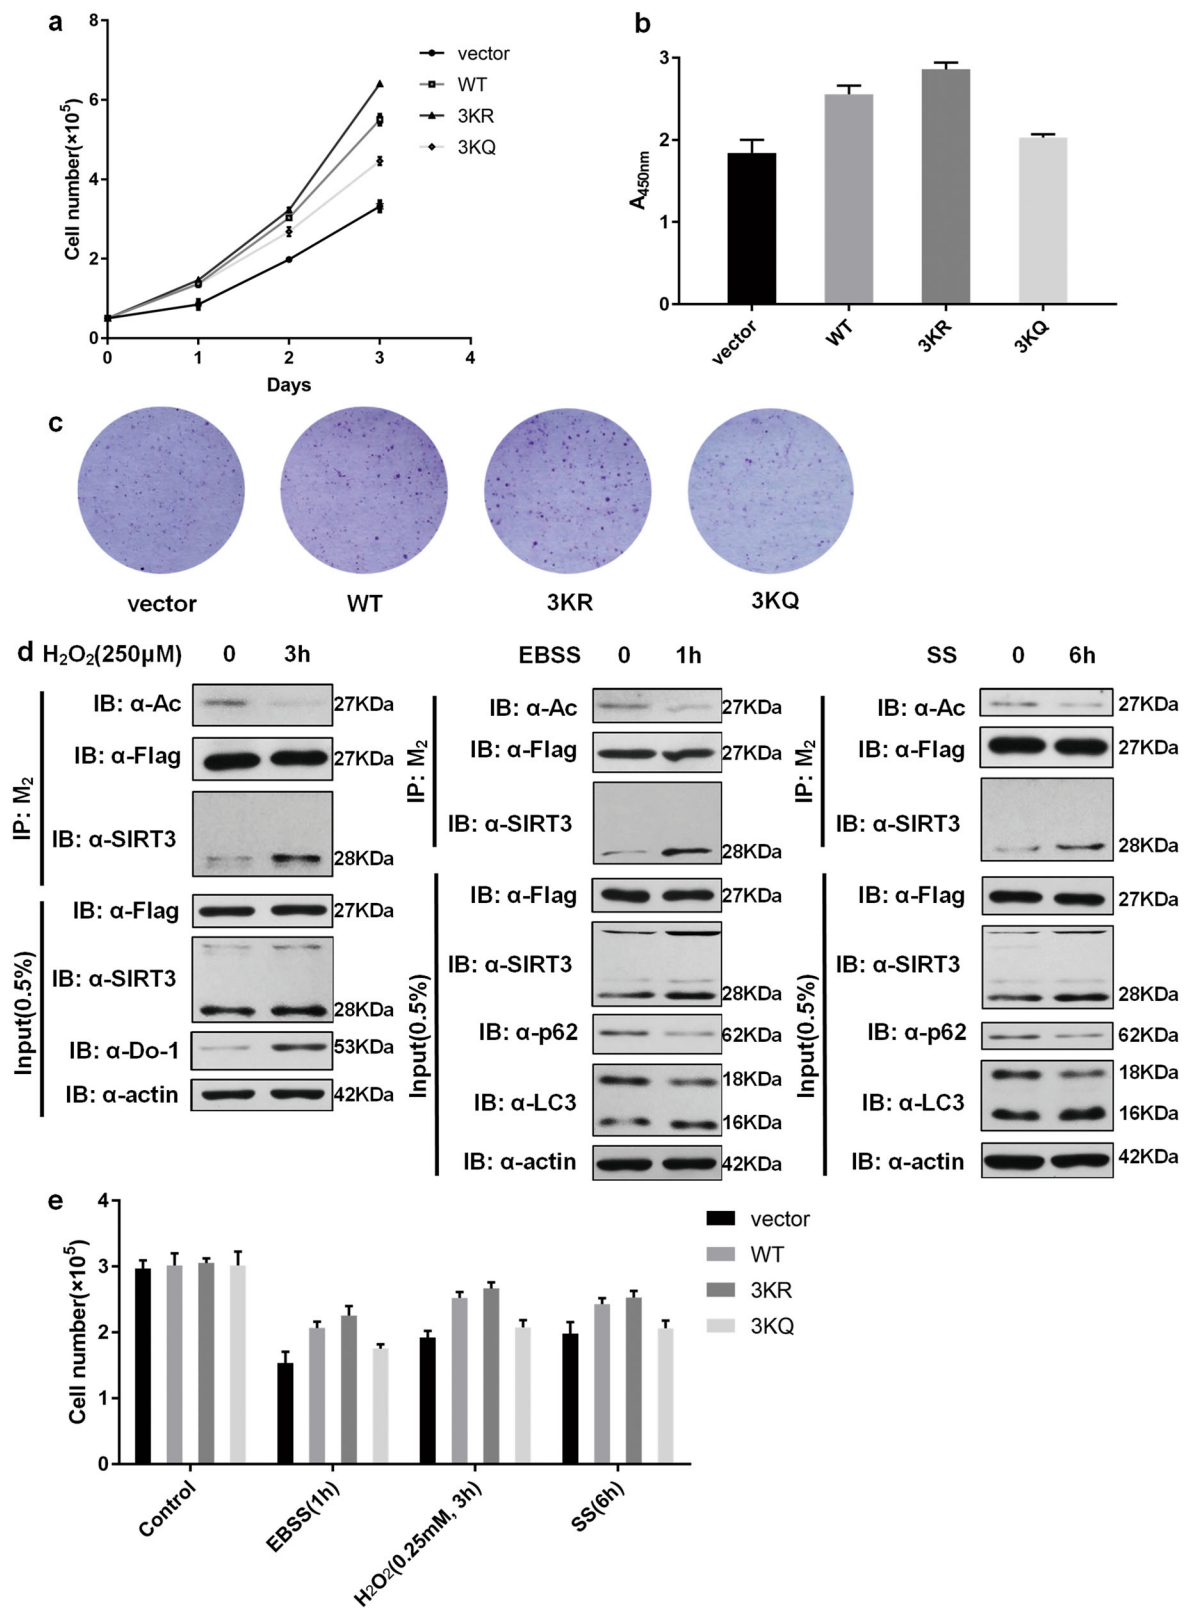 a
8
6
4
2
0
Cell number(×10⁵)
0 1 2 3 4
Days
vector
WT
3KR
3KQ
b
3
2
1
0
A450nm
vector WT 3KR 3KQ
c
vector WT 3KR 3KQ
d
H₂O₂(250μM) 0 3h
IP: M₂
IB: α-Ac 27KDa
IB: α-Flag 27KDa
IB: α-SIRT3 28KDa
Input(0.5%)
IB: α-Flag 27KDa
IB: α-SIRT3 28KDa
IB: α-Do-1 53KDa
IB: α-actin 42KDa
EBSS 0 1h
IP: M₂
IB: α-Ac 27KDa
IB: α-Flag 27KDa
IB: α-SIRT3 28KDa
Input(0.5%)
IB: α-Flag 27KDa
IB: α-SIRT3 28KDa
IB: α-p62 62KDa
IB: α-LC3 18KDa
16KDa
IB: α-actin 42KDa
SS 0 6h
IP: M₂
IB: α-Ac 27KDa
IB: α-Flag 27KDa
IB: α-SIRT3 28KDa
Input(0.5%)
IB: α-Flag 27KDa
IB: α-SIRT3 28KDa
IB: α-p62 62KDa
IB: α-LC3 18KDa
16KDa
IB: α-actin 42KDa
e
4
3
2
1
0
Cell number(×10⁵)
Control EBSS(1h) H₂O₂(0.25mM, 3h) SS(6h)
vector
WT
3KR
3KQ